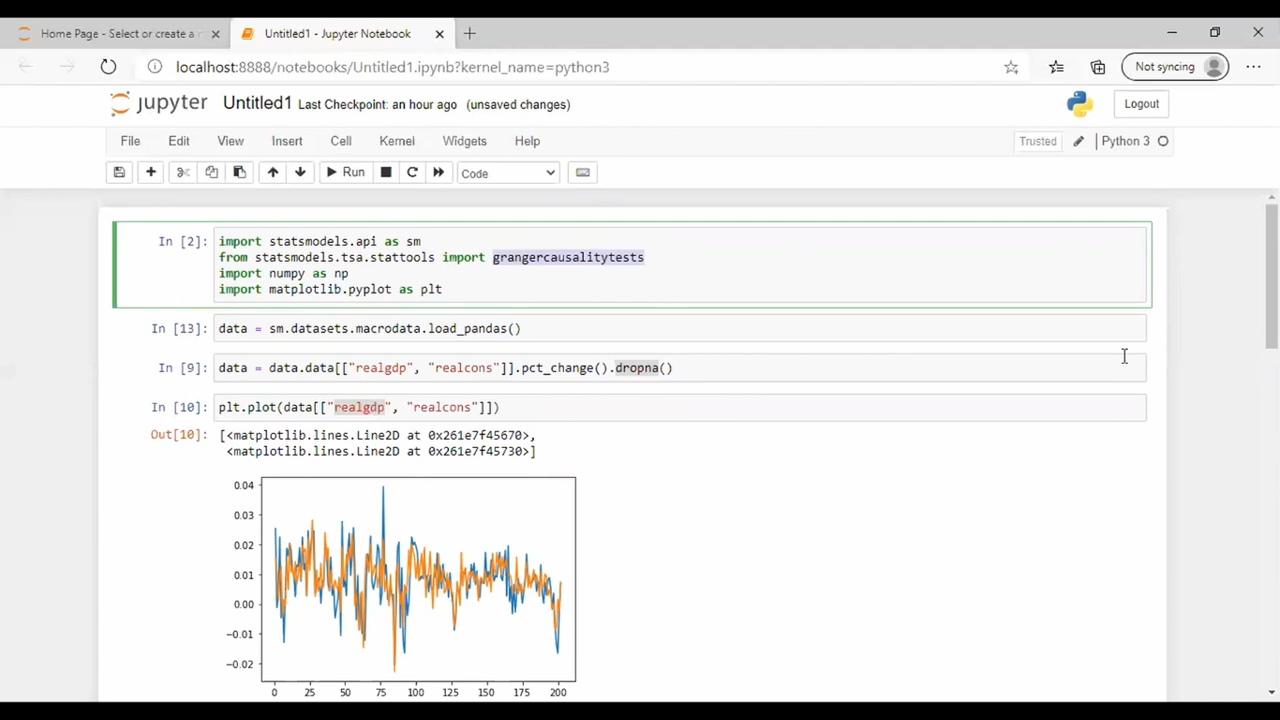 Home Page - Select or create a n
Untitled1 - Jupyter Notebook
localhost:8888/notebooks/Untitled1.ipynb?kernel_name=python3
Not syncing
jupyter Untitled1 Last Checkpoint: an hour ago (unsaved changes)
Logout
File Edit View Insert Cell Kernel Widgets Help
Trusted Python 3
Run Code
In [2]: import statsmodels.api as sm
from statsmodels.tsa.stattools import grangercausalitytests
import numpy as np
import matplotlib.pyplot as plt
In [13]: data = sm.datasets.macrodata.load_pandas()
In [9]: data = data.data[["realgdp", "realcons"]].pct_change().dropna()
In [10]: plt.plot(data[["realgdp", "realcons"]])
Out[10]: [<matplotlib.lines.Line2D at 0x261e7f45670>,
<matplotlib.lines.Line2D at 0x261e7f45730>]
0.04
0.03
0.02
0.01
0.00
−0.01
−0.02
0 25 50 75 100 125 150 175 200